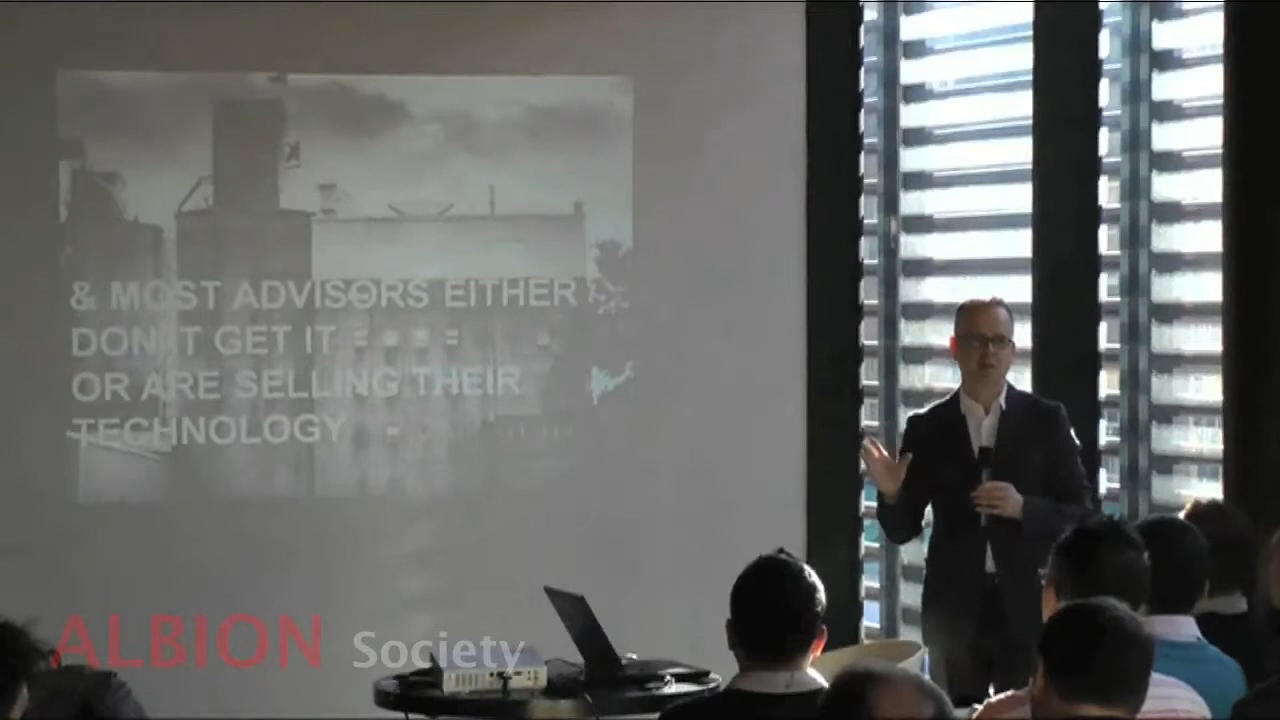 & MOST ADVISORS EITHER
DON'T GET IT
OR ARE SELLING THEIR
TECHNOLOGY
ALBION Society